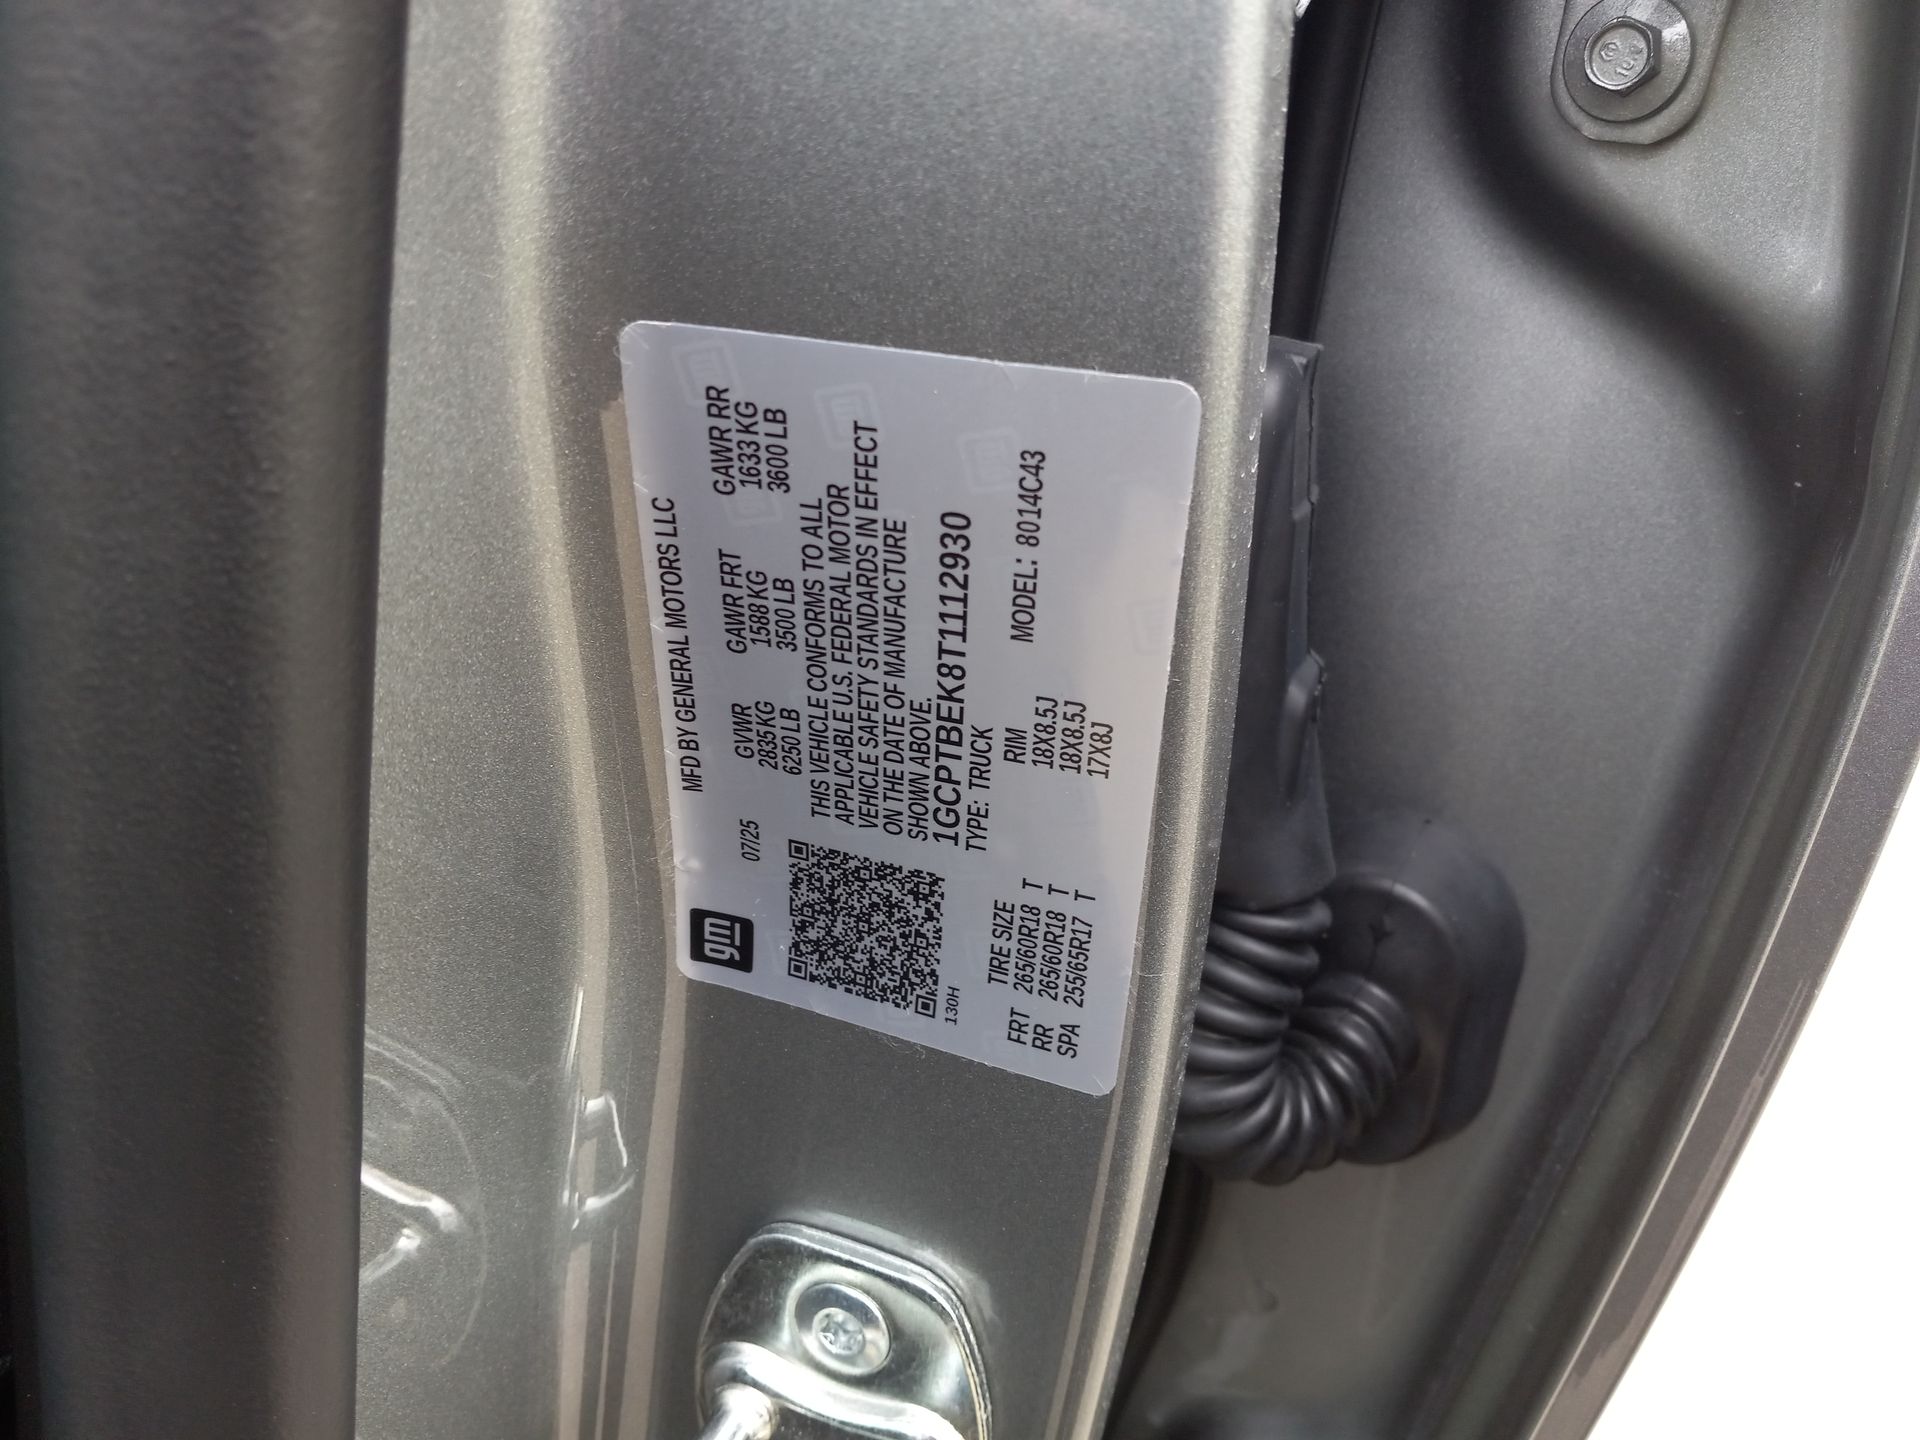 gm
MFD BY GENERAL MOTORS LLC
07/25
GVWR GAWR FRT GAWR RR
2835 KG 1588 KG 1633 KG
6250 LB 3500 LB 3600 LB
THIS VEHICLE CONFORMS TO ALL
APPLICABLE U.S. FEDERAL MOTOR
VEHICLE SAFETY STANDARDS IN EFFECT
ON THE DATE OF MANUFACTURE
SHOWN ABOVE.
1GCPTBEK8T1112930
TYPE: TRUCK MODEL: 8014C43
130H
TIRE SIZE RIM
FRT 265/60R18 T 18X8.5J
RR 265/60R18 T 18X8.5J
SPA 255/65R17 T 17X8J